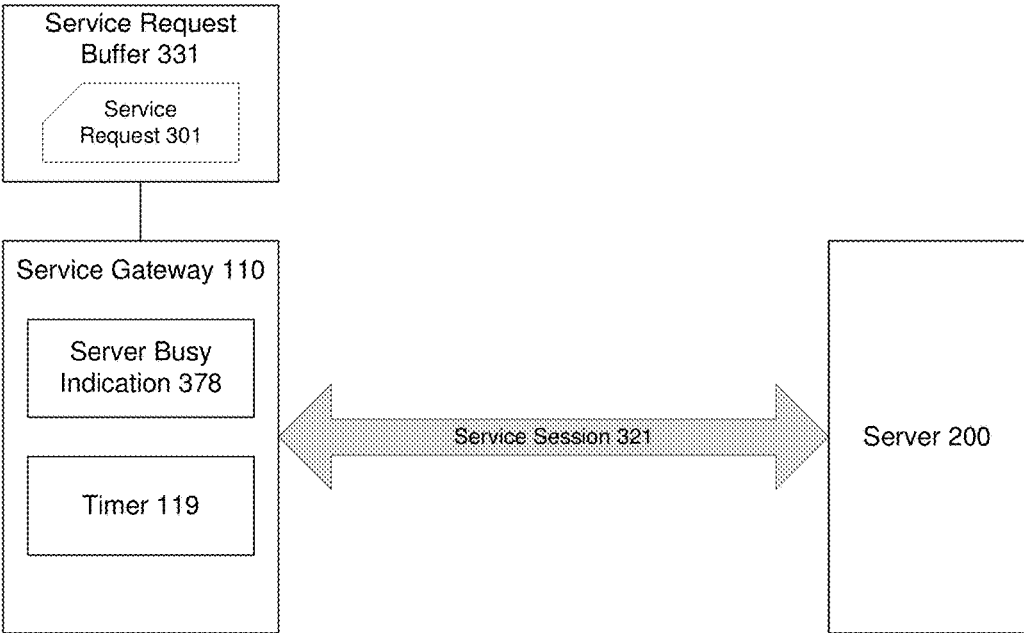 Service Request
Buffer 331
Service
Request 301
Service Gateway 110
Server Busy
Indication 378
Timer 119
Service Session 321
Server 200